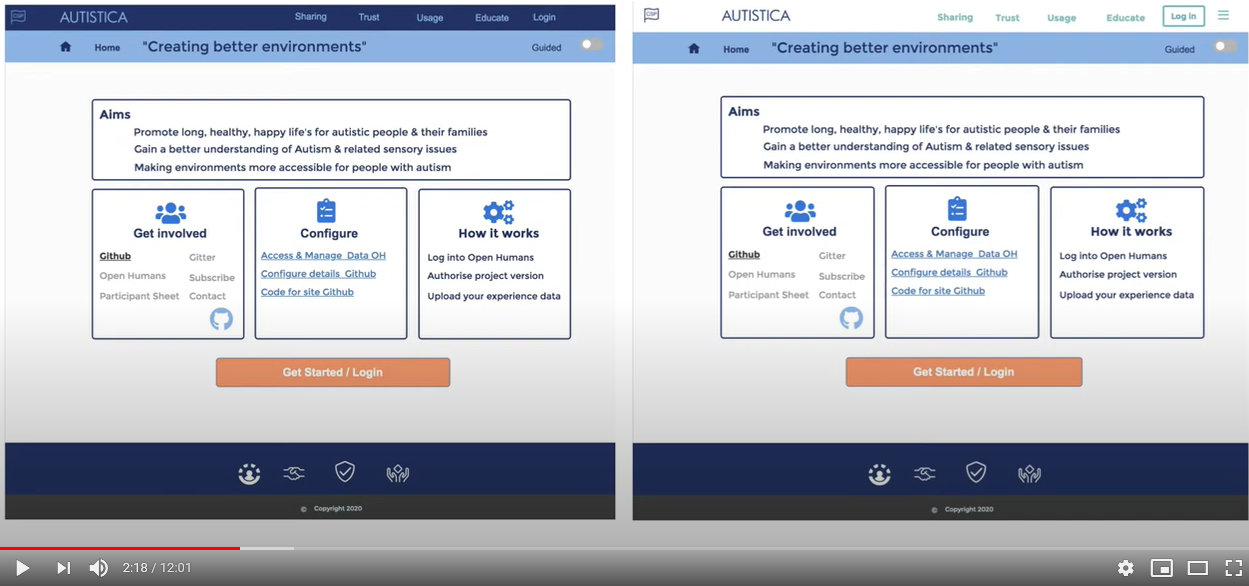 CSP AUTISTICA Sharing Trust Usage Educate Login
Home "Creating better environments" Guided
Aims
Promote long, healthy, happy life's for autistic people & their families
Gain a better understanding of Autism & related sensory issues
Making environments more accessible for people with autism
Get involved
Github Gitter
Open Humans Subscribe
Participant Sheet Contact
Configure
Access & Manage Data OH
Configure details Github
Code for site Github
How it works
Log into Open Humans
Authorise project version
Upload your experience data
Get Started / Login
© Copyright 2020
CSP AUTISTICA Sharing Trust Usage Educate Log in
Home "Creating better environments" Guided
Aims
Promote long, healthy, happy life's for autistic people & their families
Gain a better understanding of Autism & related sensory issues
Making environments more accessible for people with autism
Get involved
Github Gitter
Open Humans Subscribe
Participant Sheet Contact
Configure
Access & Manage Data OH
Configure details Github
Code for site Github
How it works
Log into Open Humans
Authorise project version
Upload your experience data
Get Started / Login
© Copyright 2020
2:18 / 12:01